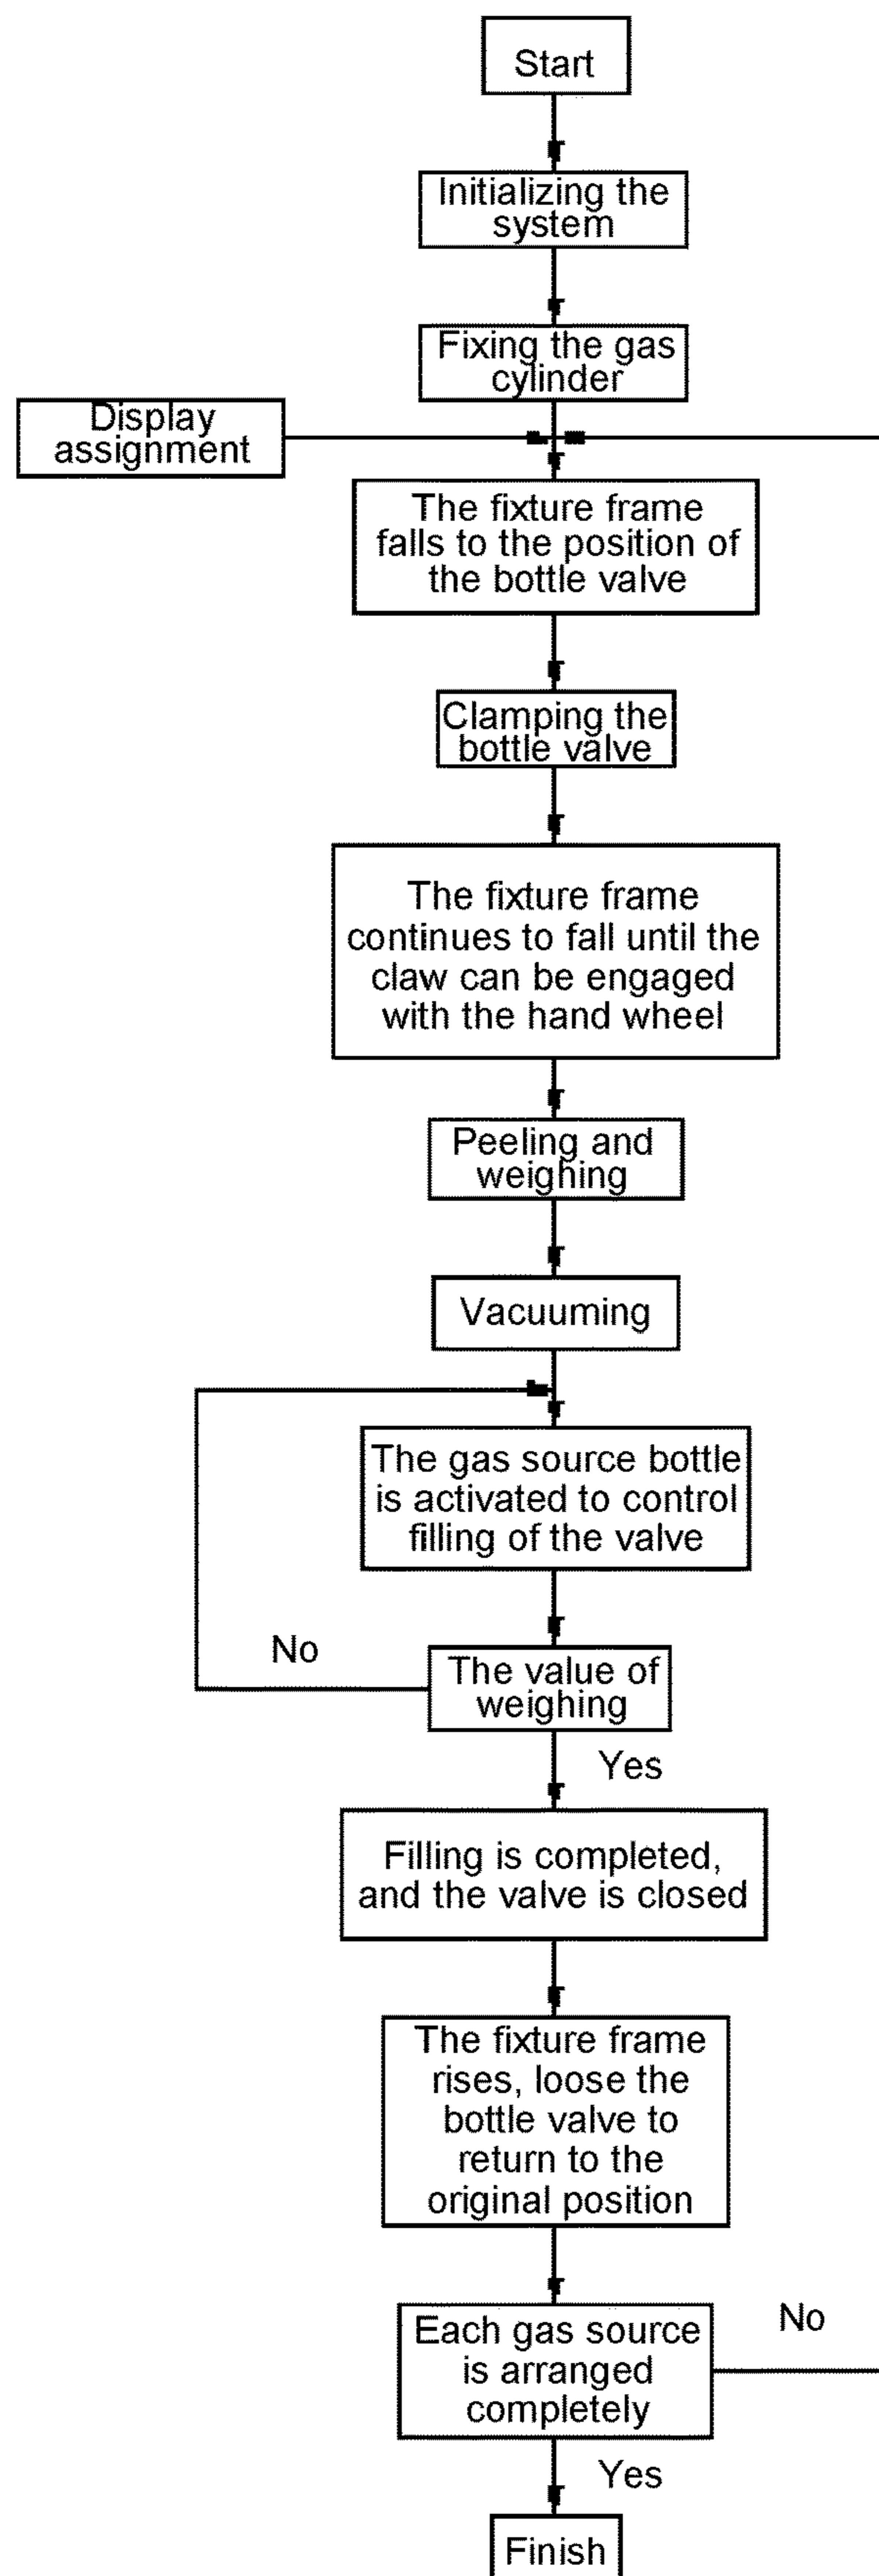 Start
Initializing the
system
Fixing the gas
cylinder
Display
assignment
The fixture frame
falls to the position of
the bottle valve
Clamping the
bottle valve
The fixture frame
continues to fall until the
claw can be engaged
with the hand wheel
Peeling and
weighing
Vacuuming
The gas source bottle
is activated to control
filling of the valve
No
The value of
weighing
Yes
Filling is completed,
and the valve is closed
The fixture frame
rises, loose the
bottle valve to
return to the
original position
Each gas source
is arranged
completely
No
Yes
Finish